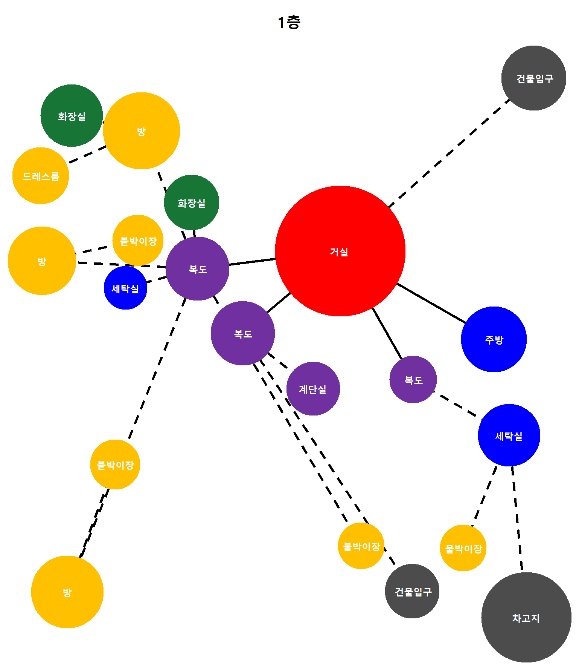 1층
건물입구
화장실
방
드레스룸
화장실
붙박이장
방
복도
거실
세탁실
복도
주방
복도
계단실
세탁실
붙박이장
붙박이장
붙박이장
방
건물입구
차고지